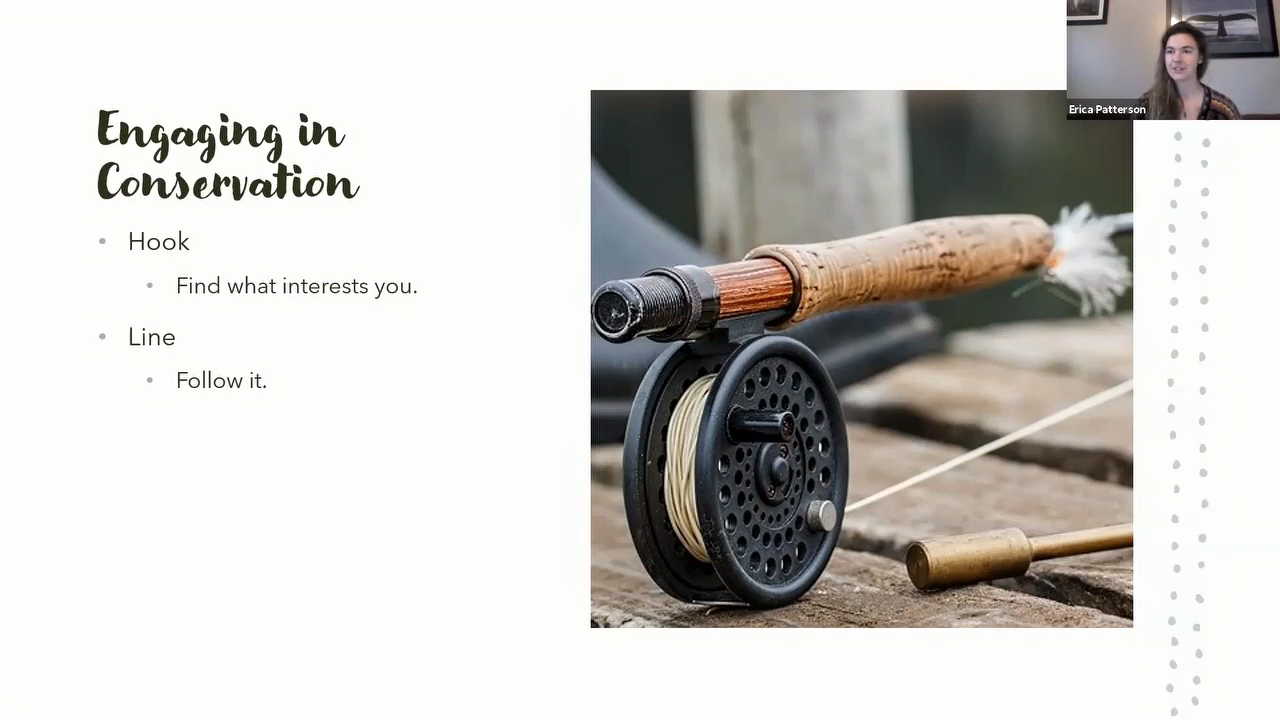 Erica Patterson
Engaging in
Conservation
• Hook
• Find what interests you.
• Line
• Follow it.